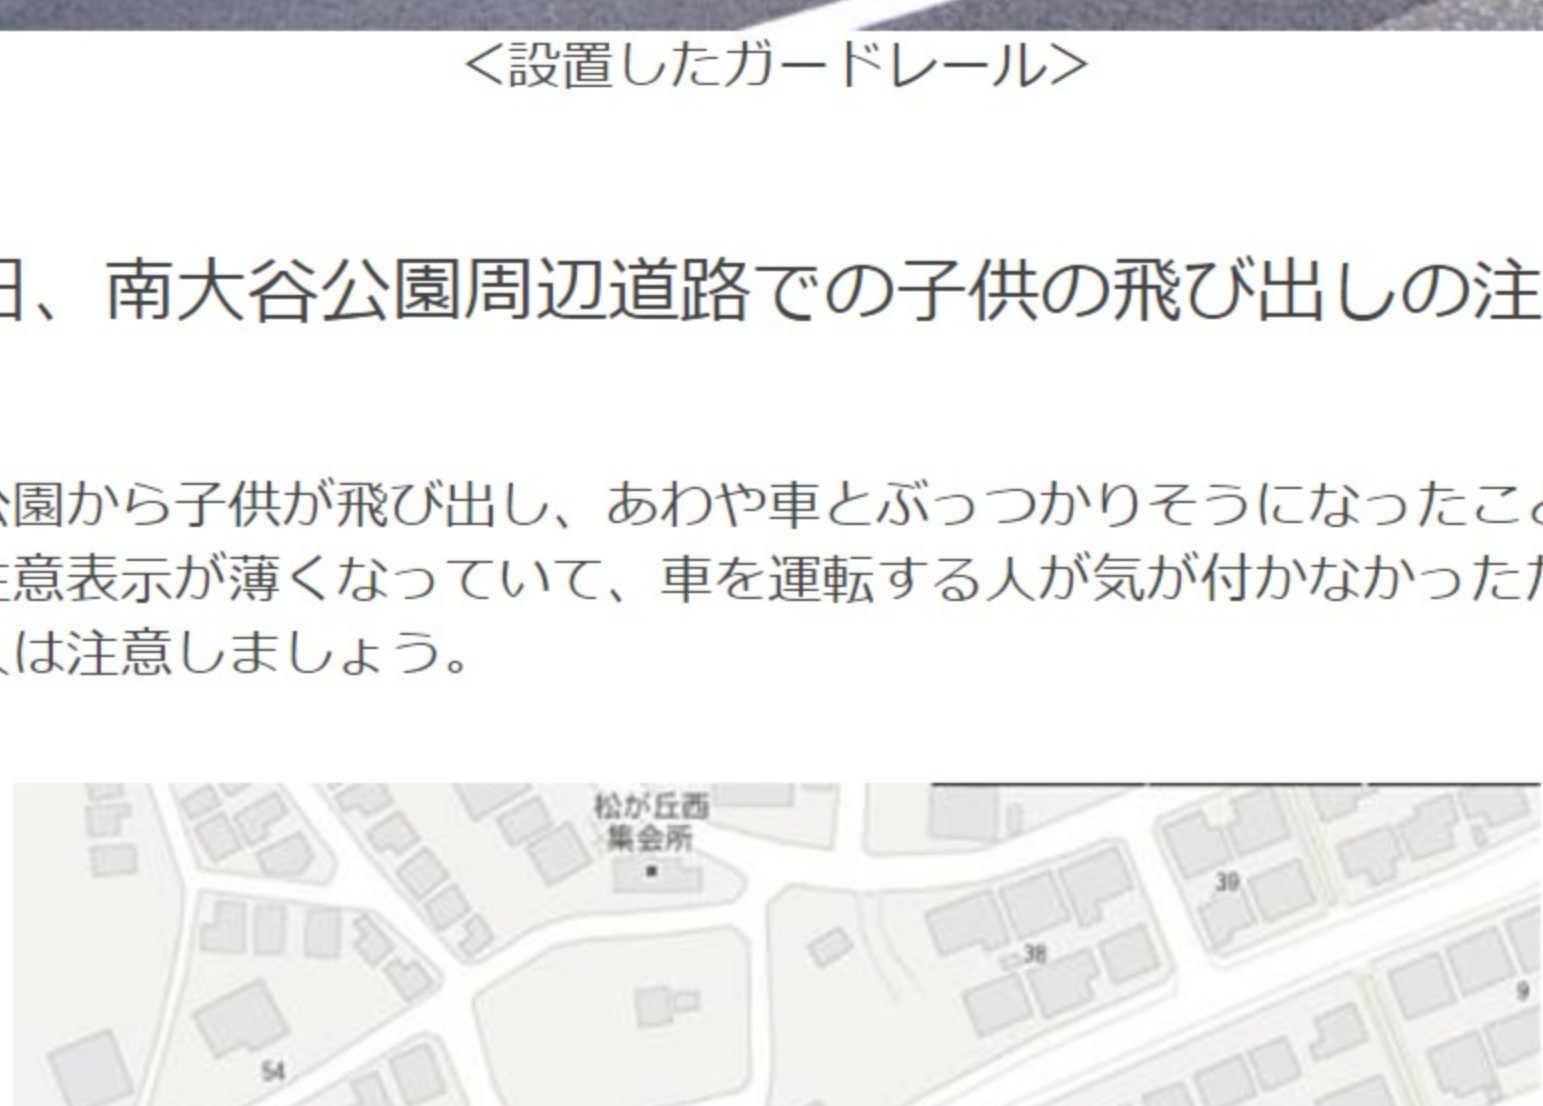 ＜設置したガードレール＞
日、南大谷公園周辺道路での子供の飛び出しの注
公園から子供が飛び出し、あわや車とぶっつかりそうになったこと
注意表示が薄くなっていて、車を運転する人が気が付かなかったた
は注意しましょう。
松が丘西
集会所
39
38
9
54